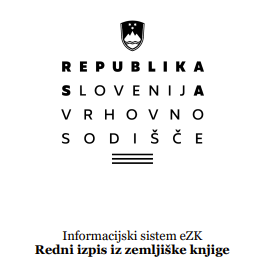 REPUBLIKA
SLOVENIJA
VRHOVNO
SODIŠČE
Informacijski sistem eZK
Redni izpis iz zemljiške knjige